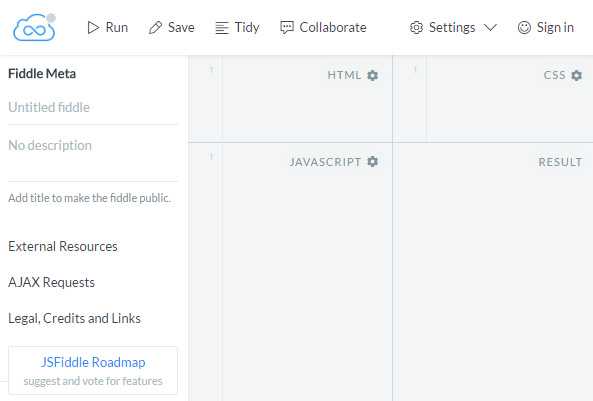 Run Save Tidy Collaborate Settings Sign in
Fiddle Meta
Untitled fiddle
No description
Add title to make the fiddle public.
External Resources
AJAX Requests
Legal, Credits and Links
JSFiddle Roadmap
suggest and vote for features
1 HTML
1 CSS
1 JAVASCRIPT
RESULT